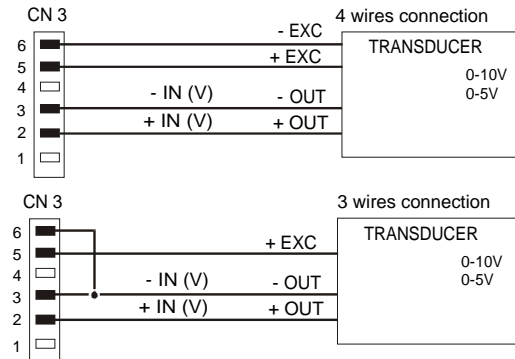 CN 3 4 wires connection
6 - EXC TRANSDUCER
5 + EXC
4 0-10V
- IN (V) - OUT 0-5V
3
+ IN (V) + OUT
2
1
CN 3 3 wires connection
6 TRANSDUCER
5 + EXC
4 0-10V
- IN (V) - OUT 0-5V
3
+ IN (V) + OUT
2
1